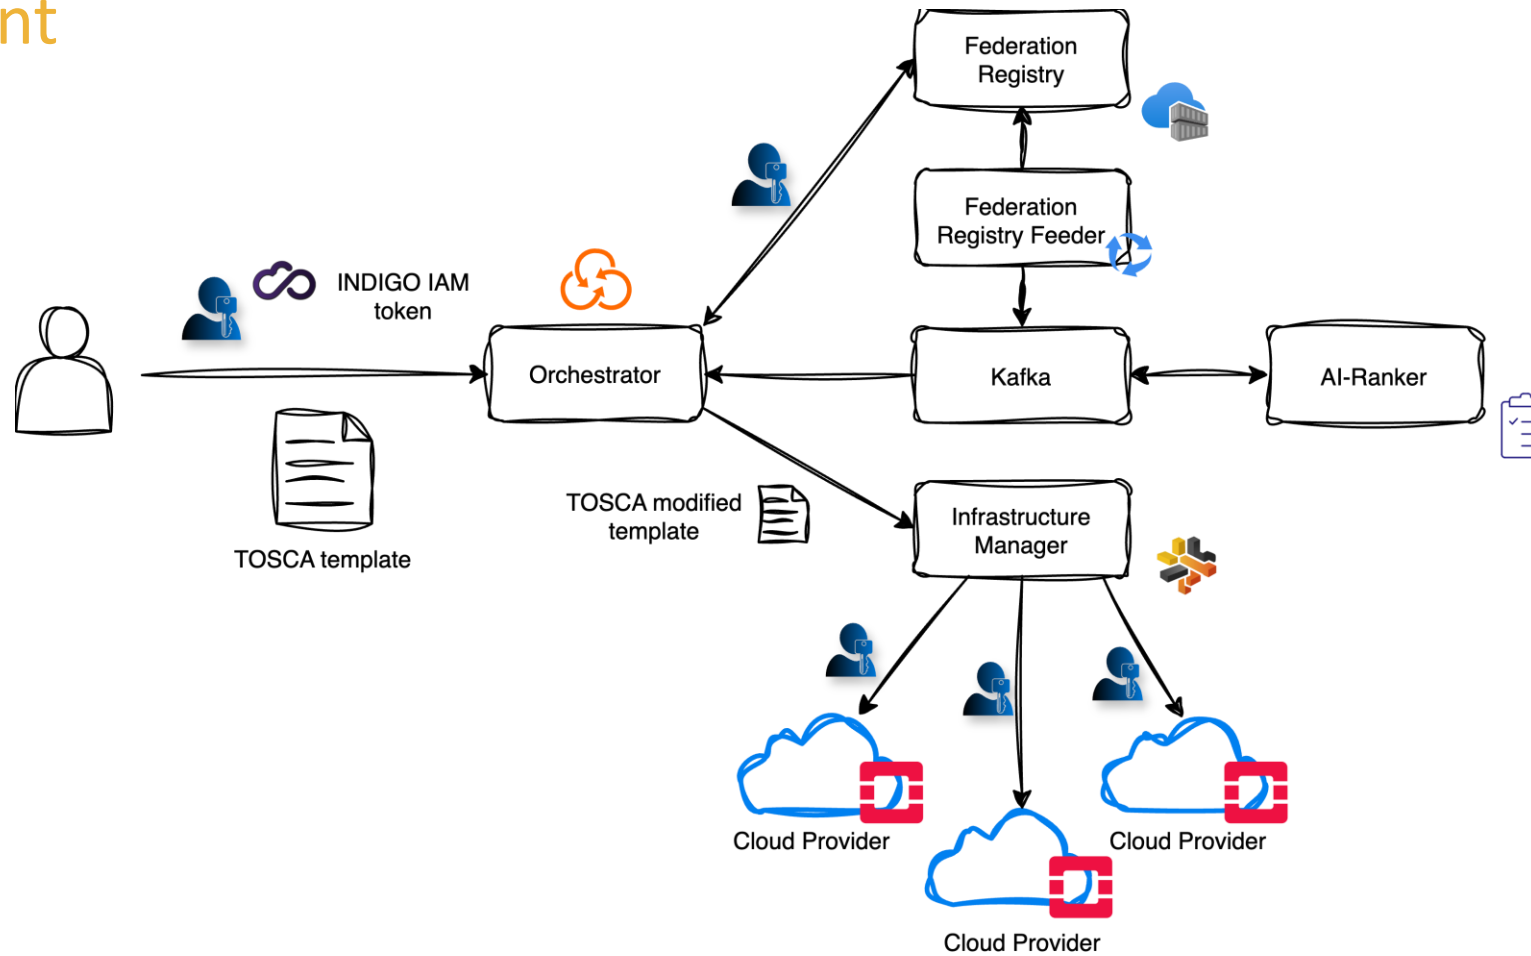 nt
Federation
Registry
Federation
Registry Feeder
INDIGO IAM
token
Orchestrator
Kafka
AI-Ranker
TOSCA template
TOSCA modified
template
Infrastructure
Manager
Cloud Provider
Cloud Provider
Cloud Provider